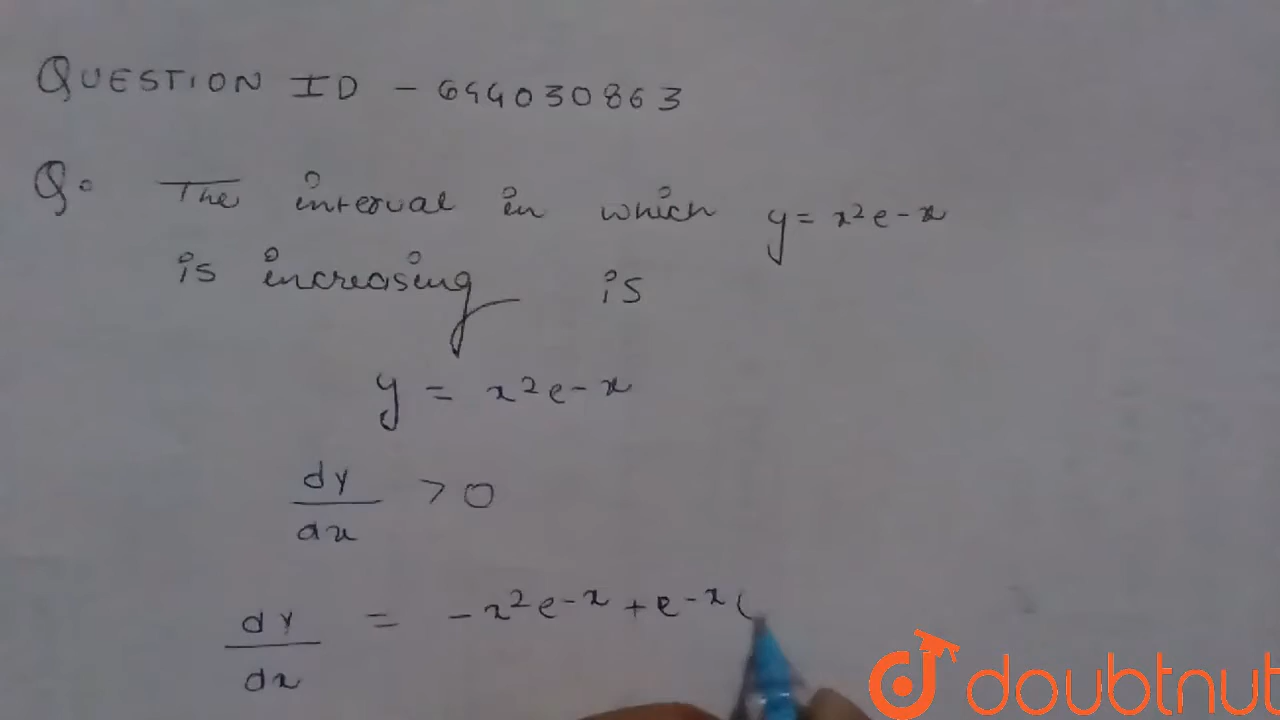 QUESTION ID - 644030863
Q. The interval in which y = x²e-x
is increasing is
y = x²e-x
dy
dx
> 0
dy
dx
= -x²e-x + e-x (
doubtnut